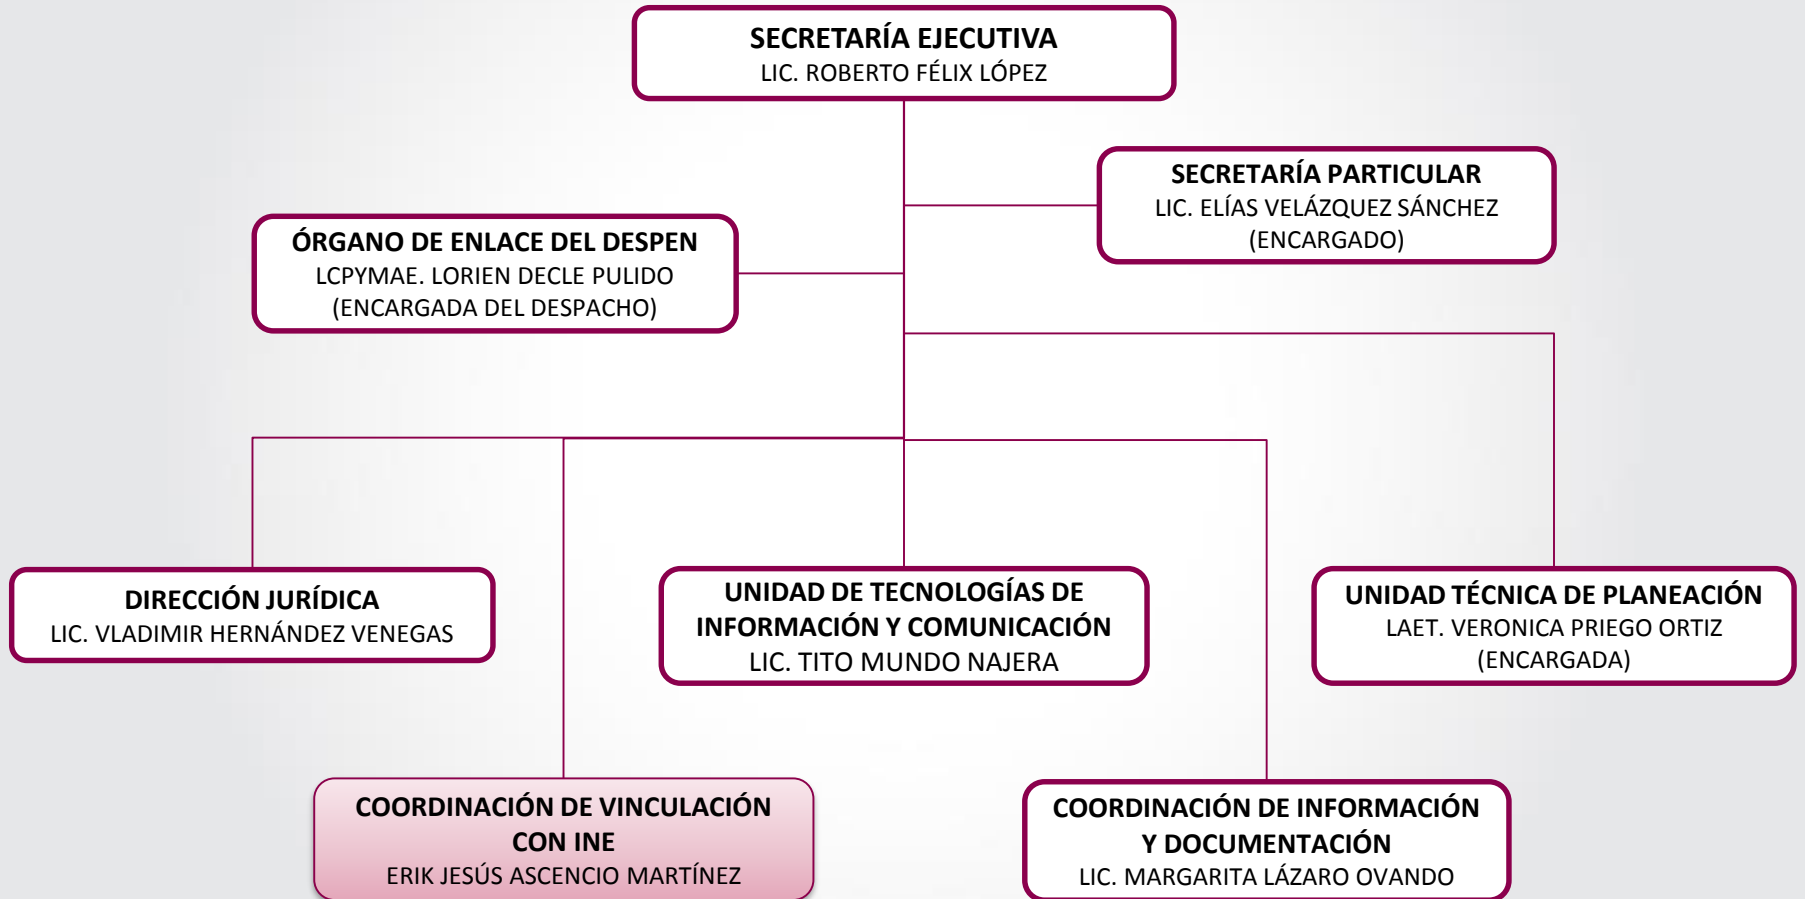 SECRETARÍA EJECUTIVA
LIC. ROBERTO FÉLIX LÓPEZ
SECRETARÍA PARTICULAR
LIC. ELÍAS VELÁZQUEZ SÁNCHEZ
(ENCARGADO)
ÓRGANO DE ENLACE DEL DESPEN
LCPYMAE. LORIEN DECLE PULIDO
(ENCARGADA DEL DESPACHO)
DIRECCIÓN JURÍDICA
LIC. VLADIMIR HERNÁNDEZ VENEGAS
UNIDAD DE TECNOLOGÍAS DE
INFORMACIÓN Y COMUNICACIÓN
LIC. TITO MUNDO NAJERA
UNIDAD TÉCNICA DE PLANEACIÓN
LAET. VERONICA PRIEGO ORTIZ
(ENCARGADA)
COORDINACIÓN DE VINCULACIÓN
CON INE
ERIK JESÚS ASCENCIO MARTÍNEZ
COORDINACIÓN DE INFORMACIÓN
Y DOCUMENTACIÓN
LIC. MARGARITA LÁZARO OVANDO